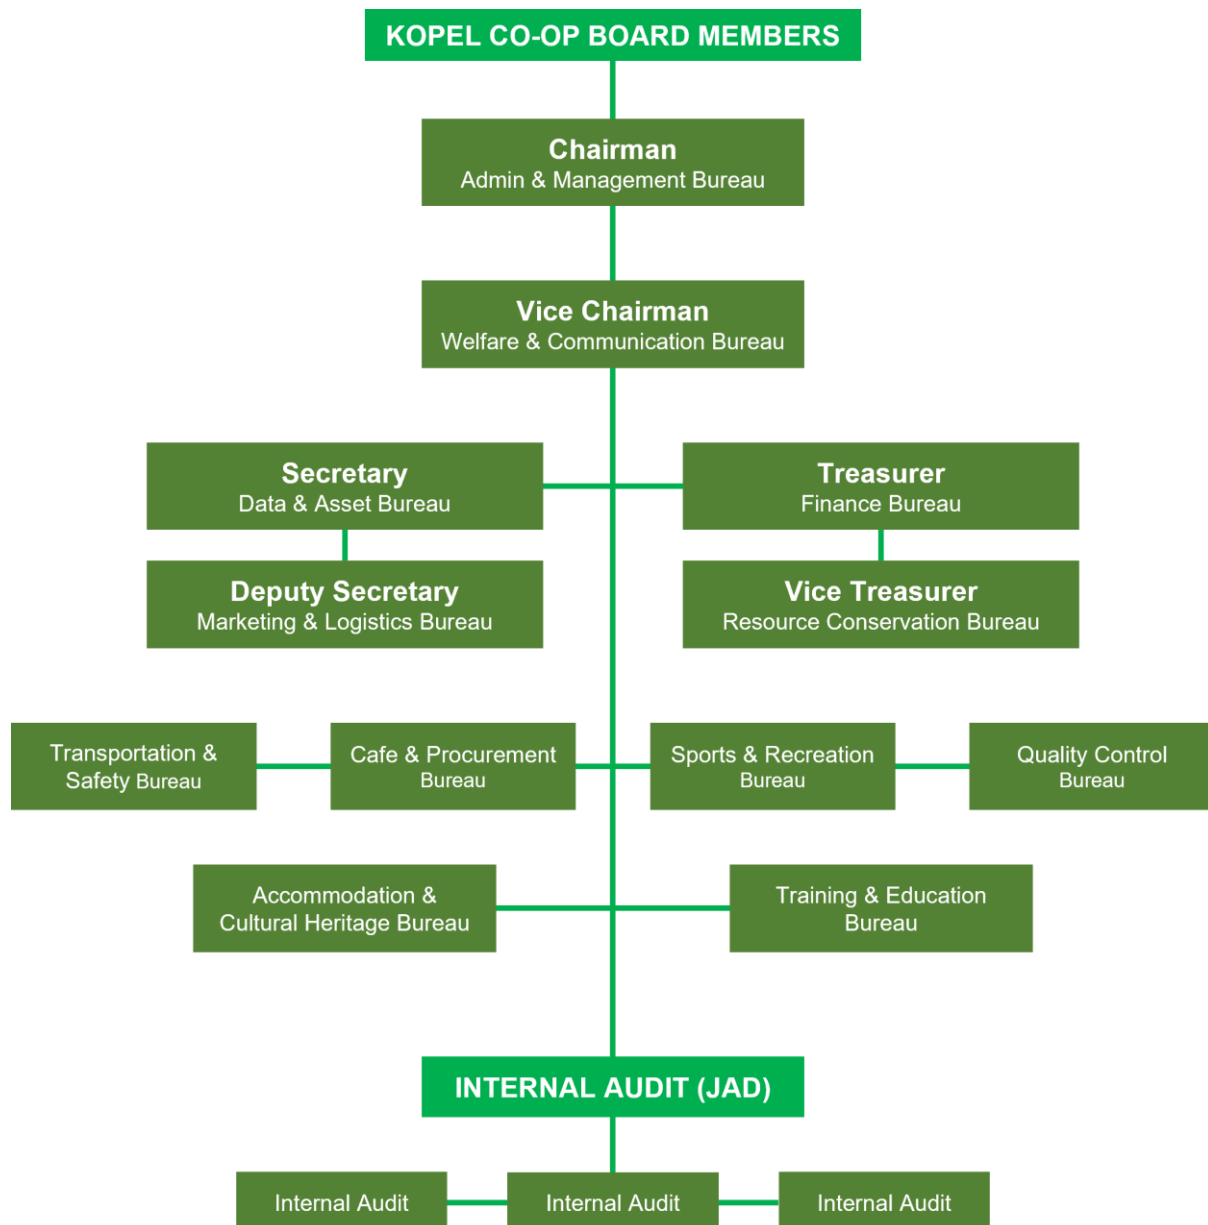 KOPEL CO-OP BOARD MEMBERS
Chairman
Admin & Management Bureau
Vice Chairman
Welfare & Communication Bureau
Secretary
Data & Asset Bureau
Treasurer
Finance Bureau
Deputy Secretary
Marketing & Logistics Bureau
Vice Treasurer
Resource Conservation Bureau
Transportation &
Safety Bureau
Cafe & Procurement
Bureau
Sports & Recreation
Bureau
Quality Control
Bureau
Accommodation &
Cultural Heritage Bureau
Training & Education
Bureau
INTERNAL AUDIT (JAD)
Internal Audit
Internal Audit
Internal Audit